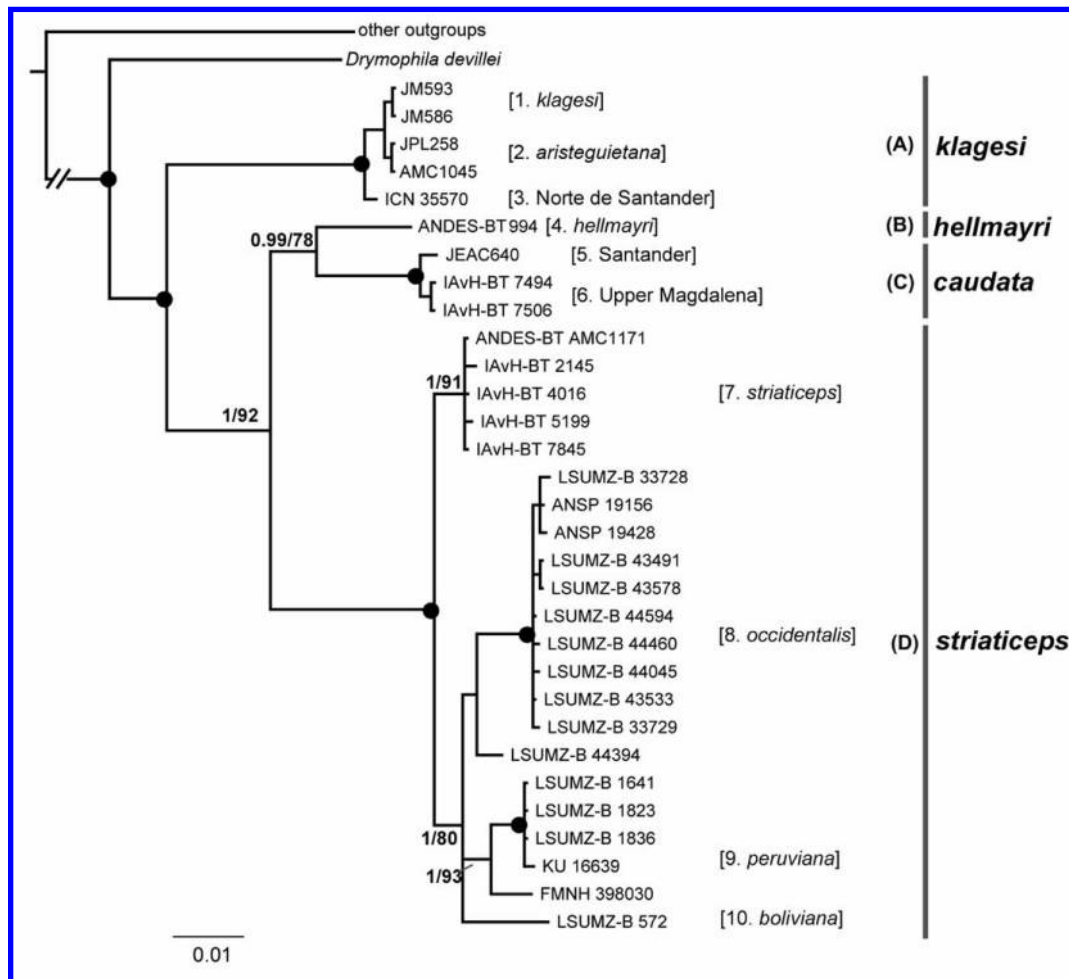 other outgroups
Drymophila devillei
JM593
JM586
[1. klagesi]
JPL258
AMC1045
[2. aristeguietana]
ICN 35570 [3. Norte de Santander]
(A) klagesi
0.99/78
ANDES-BT994 [4. hellmayri]
(B) hellmayri
JEAC640 [5. Santander]
IAvH-BT 7494
IAvH-BT 7506
[6. Upper Magdalena]
(C) caudata
1/92
1/91
ANDES-BT AMC1171
IAvH-BT 2145
IAvH-BT 4016
IAvH-BT 5199
IAvH-BT 7845
[7. striaticeps]
LSUMZ-B 33728
ANSP 19156
ANSP 19428
LSUMZ-B 43491
LSUMZ-B 43578
LSUMZ-B 44594
LSUMZ-B 44460
LSUMZ-B 44045
LSUMZ-B 43533
LSUMZ-B 33729
[8. occidentalis]
(D) striaticeps
LSUMZ-B 44394
LSUMZ-B 1641
LSUMZ-B 1823
LSUMZ-B 1836
KU 16639
[9. peruviana]
1/80
1/93
FMNH 398030
LSUMZ-B 572 [10. boliviana]
0.01